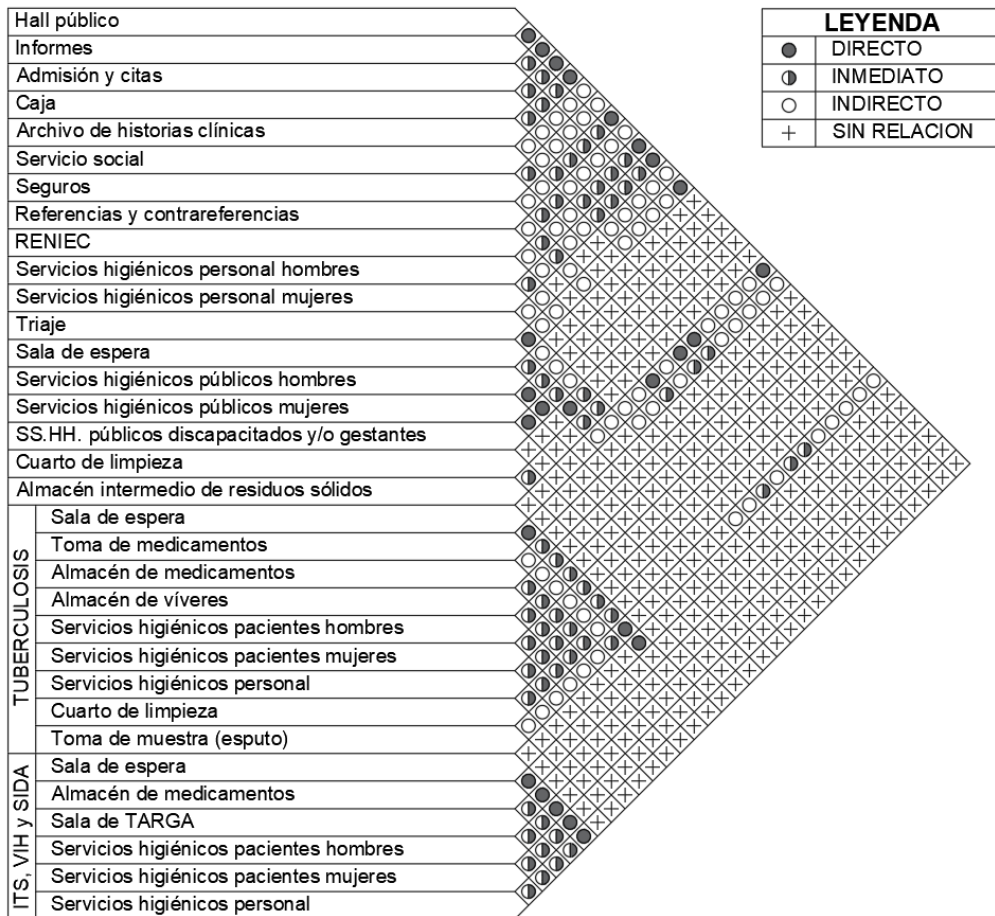 Hall público
Informes
Admisión y citas
Caja
Archivo de historias clínicas
Servicio social
Seguros
Referencias y contrareferencias
RENIEC
Servicios higiénicos personal hombres
Servicios higiénicos personal mujeres
Triaje
Sala de espera
Servicios higiénicos públicos hombres
Servicios higiénicos públicos mujeres
SS.HH. públicos discapacitados y/o gestantes
Cuarto de limpieza
Almacén intermedio de residuos sólidos
TUBERCULOSIS
Sala de espera
Toma de medicamentos
Almacén de medicamentos
Almacén de víveres
Servicios higiénicos pacientes hombres
Servicios higiénicos pacientes mujeres
Servicios higiénicos personal
Cuarto de limpieza
Toma de muestra (esputo)
ITS, VIH y SIDA
Sala de espera
Almacén de medicamentos
Sala de TARGA
Servicios higiénicos pacientes hombres
Servicios higiénicos pacientes mujeres
Servicios higiénicos personal
LEYENDA
DIRECTO
INMEDIATO
INDIRECTO
SIN RELACION